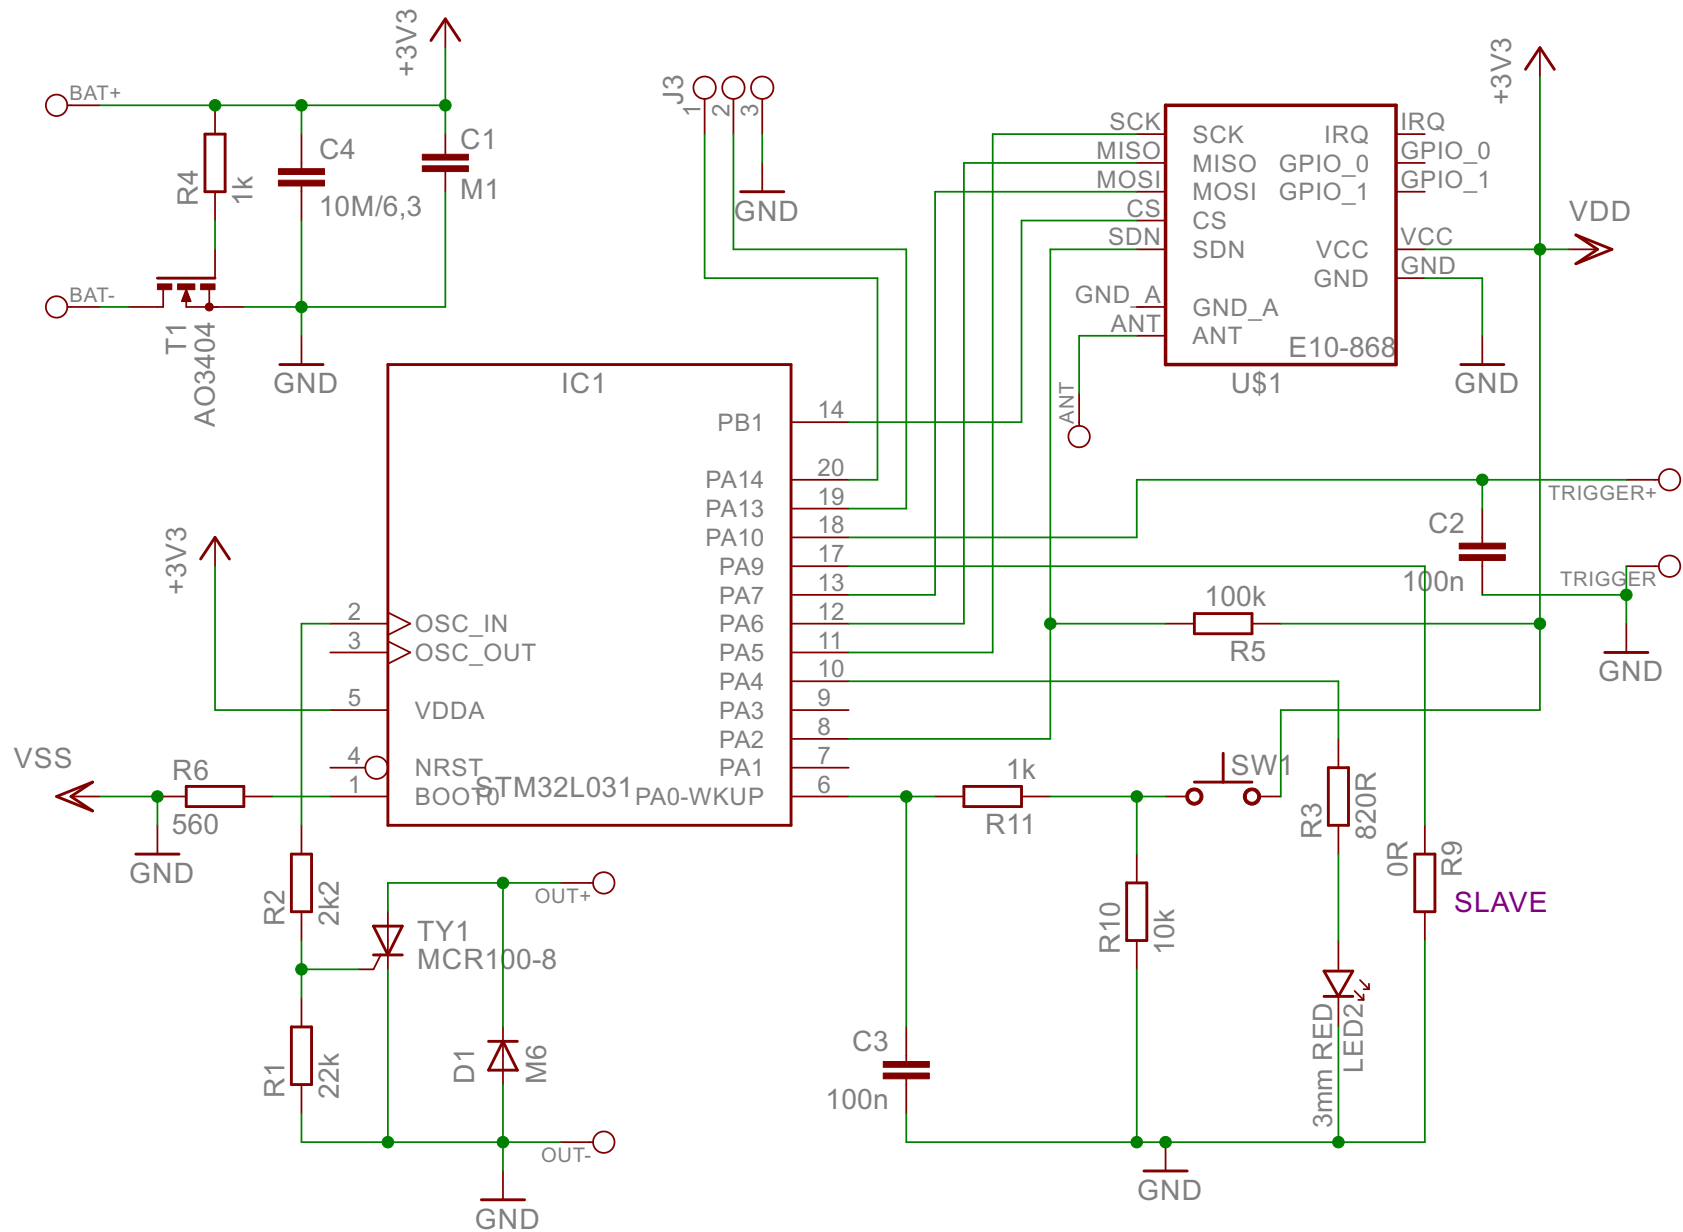 +3V3
BAT+
R4
1k
C4
10M/6,3
C1
M1
BAT-
T1
AO3404
GND
J3
1
2
3
GND
SCK
MISO
MOSI
CS
SDN
GND_A
ANT
SCK
MISO
MOSI
CS
SDN
GND_A
ANT
IRQ
GPIO_0
GPIO_1
VCC
GND
E10-868
U$1
IRQ
GPIO_0
GPIO_1
VCC
GND
+3V3
VDD
GND
ANT
IC1
PB1
14
PA14
20
PA13
19
PA10
18
PA9
17
PA7
13
PA6
12
PA5
11
PA4
10
PA3
9
PA2
8
PA1
7
PA0-WKUP
6
STM32L031
+3V3
2
OSC_IN
3
OSC_OUT
5
VDDA
4
NRST
1
BOOT0
VSS
R6
560
GND
TRIGGER+
C2
100n
TRIGGER
GND
100k
R5
1k
R11
SW1
R3
820R
0R
R9
SLAVE
R10
10k
C3
100n
3mm RED
LED2
GND
R2
2k2
R1
22k
TY1
MCR100-8
OUT+
D1
M6
OUT-
GND